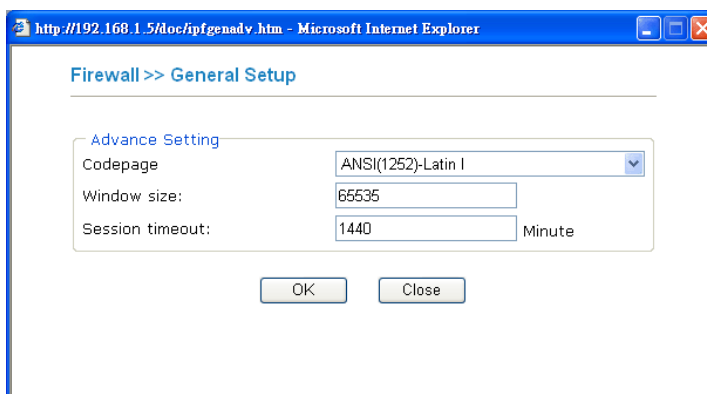 http://192.168.1.5/doc/ipfgenadv.htm - Microsoft Internet Explorer
Firewall >> General Setup
Advance Setting
Codepage ANSI(1252)-Latin I
Window size: 65535
Session timeout: 1440 Minute
OK Close